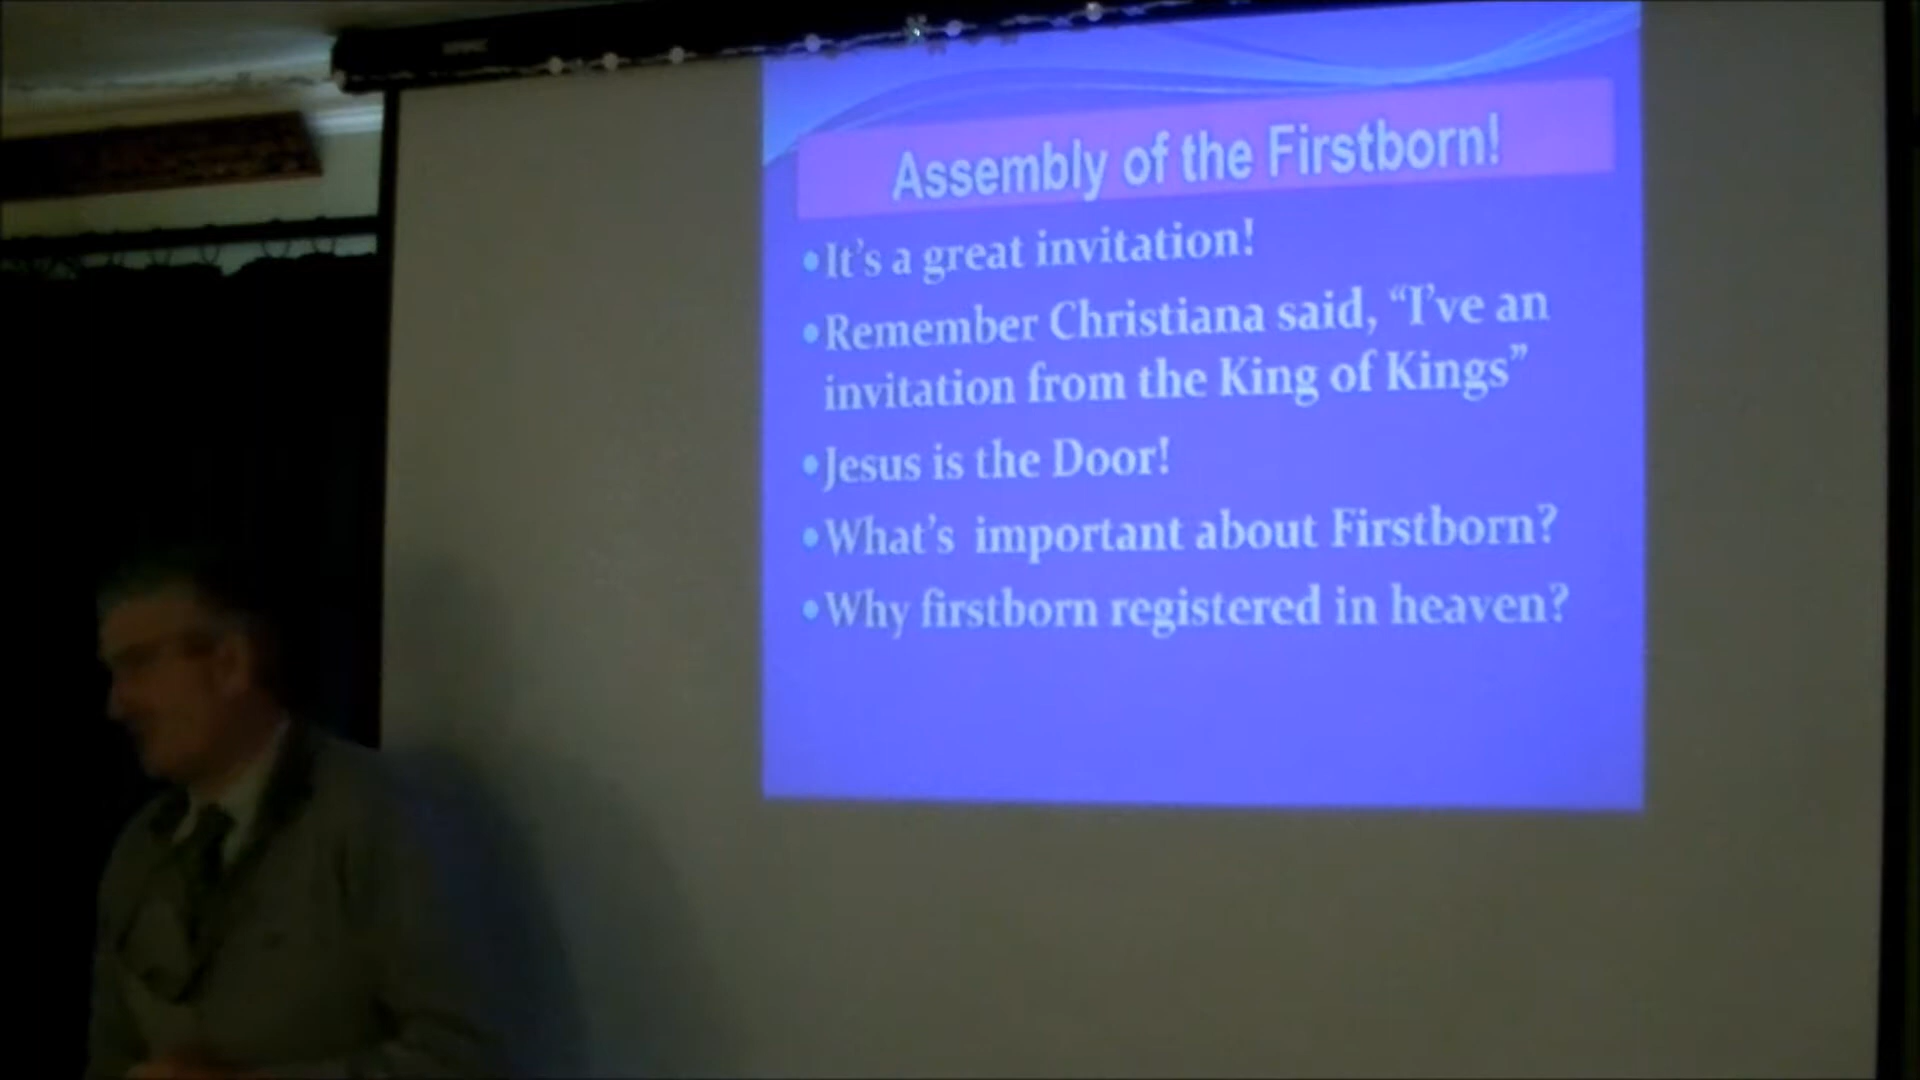 Assembly of the Firstborn!
•It’s a great invitation!
•Remember Christiana said, “I’ve an
invitation from the King of Kings”
•Jesus is the Door!
•What’s important about Firstborn?
•Why firstborn registered in heaven?